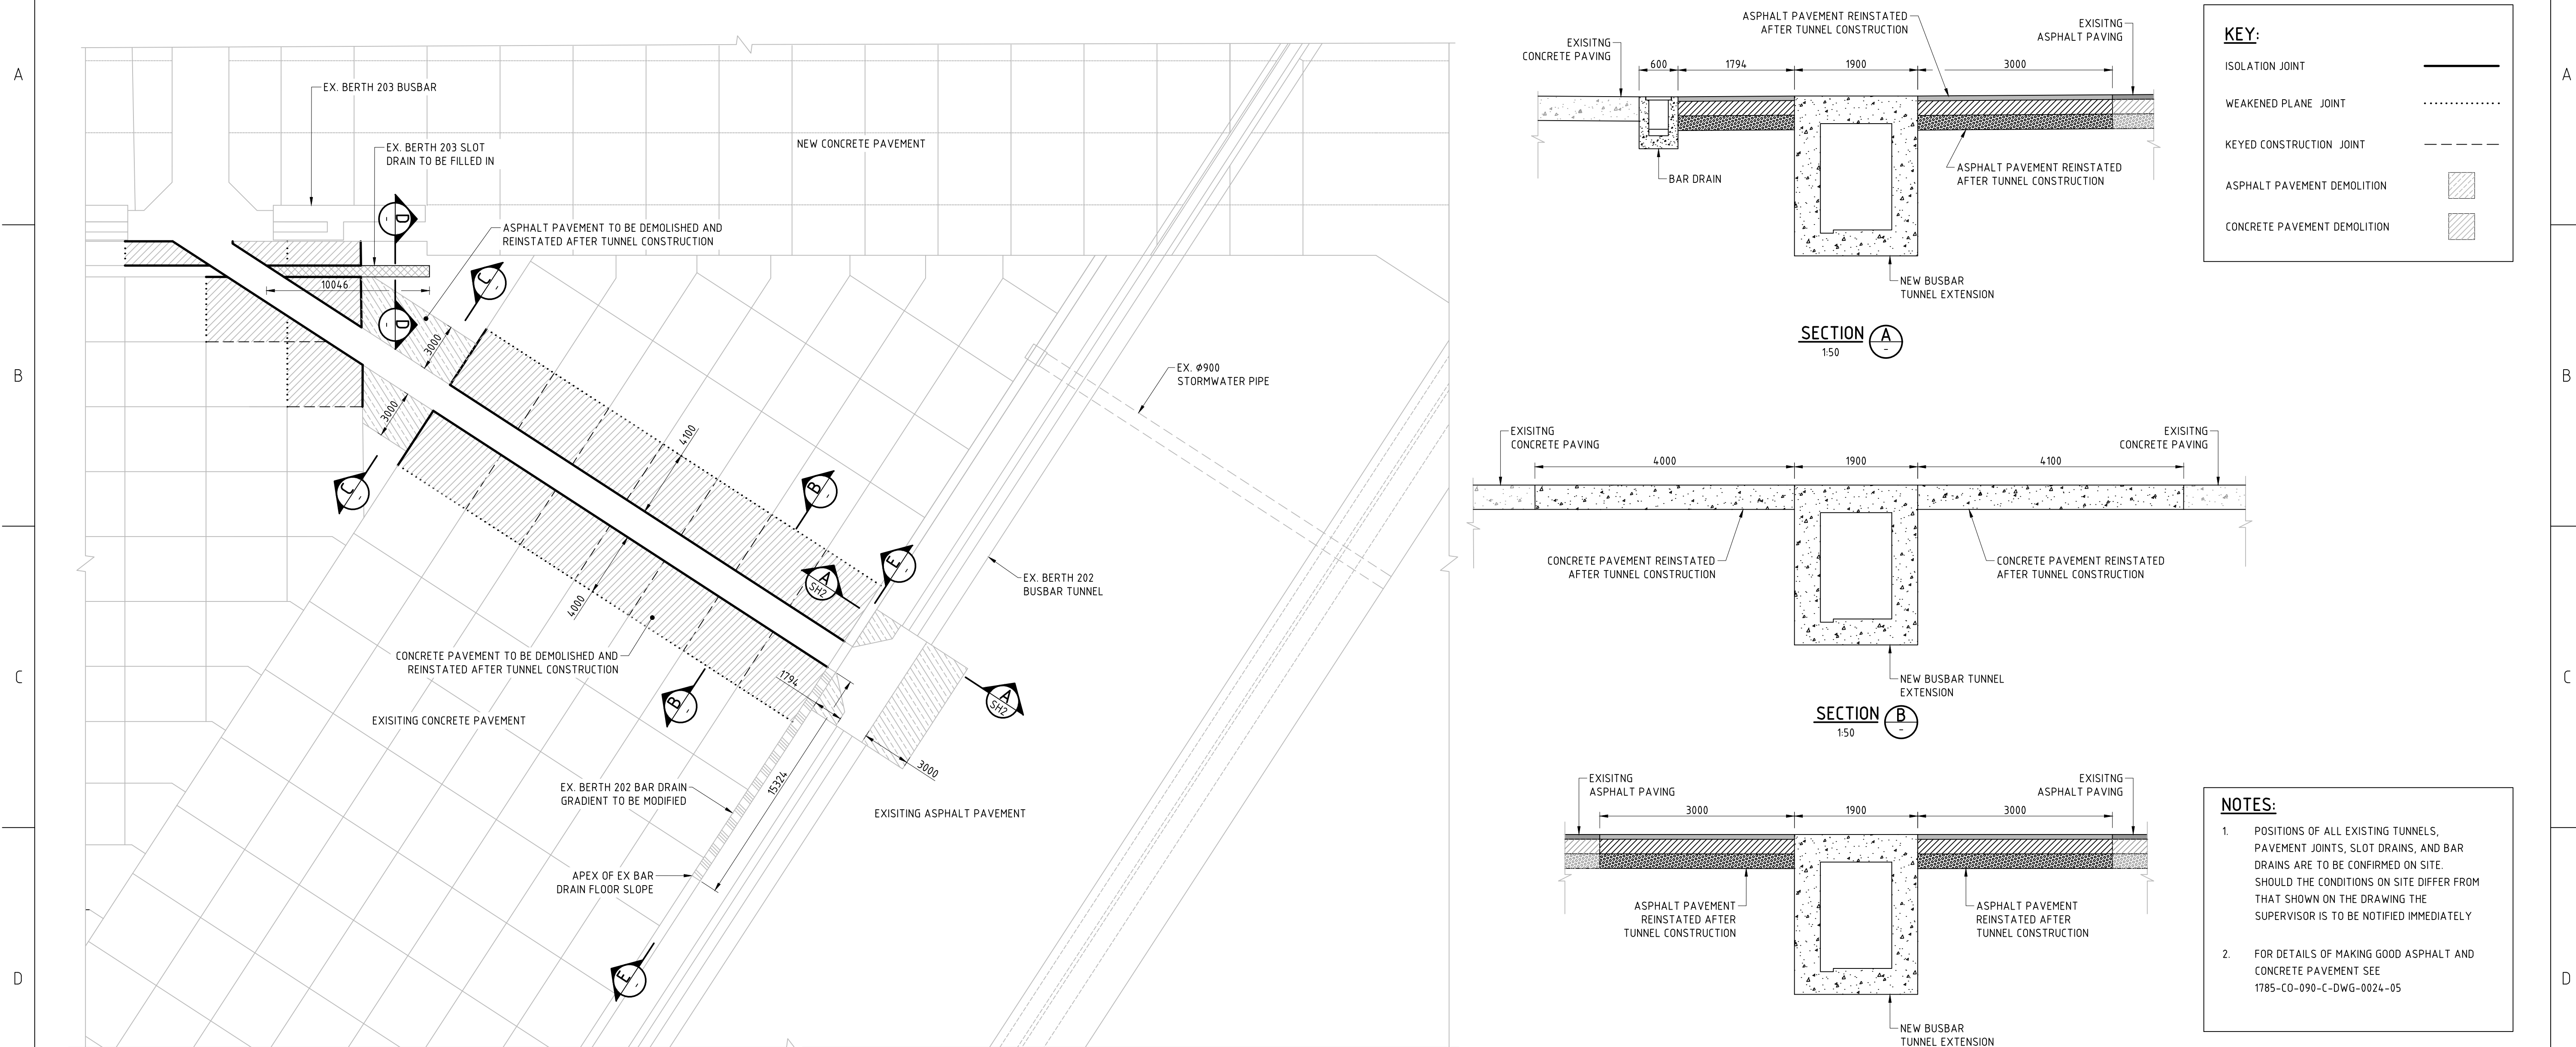 A
B
C
D
EX. BERTH 203 BUSBAR
EX. BERTH 203 SLOT
DRAIN TO BE FILLED IN
NEW CONCRETE PAVEMENT
D
-
ASPHALT PAVEMENT TO BE DEMOLISHED AND
REINSTATED AFTER TUNNEL CONSTRUCTION
C
-
10046
D
-
3000
3000
EX. Ø900
STORMWATER PIPE
4100
C
-
B
-
E
-
A
SH2
EX. BERTH 202
BUSBAR TUNNEL
4000
CONCRETE PAVEMENT TO BE DEMOLISHED AND
REINSTATED AFTER TUNNEL CONSTRUCTION
1794
B
-
A
SH2
EXISITING CONCRETE PAVEMENT
3000
15324
EX. BERTH 202 BAR DRAIN
GRADIENT TO BE MODIFIED
EXISITING ASPHALT PAVEMENT
APEX OF EX BAR
DRAIN FLOOR SLOPE
E
-
ASPHALT PAVEMENT REINSTATED
AFTER TUNNEL CONSTRUCTION
EXISITNG
ASPHALT PAVING
EXISITNG
CONCRETE PAVING
600
1794
1900
3000
BAR DRAIN
ASPHALT PAVEMENT REINSTATED
AFTER TUNNEL CONSTRUCTION
NEW BUSBAR
TUNNEL EXTENSION
SECTION
A
-
1:50
EXISITNG
CONCRETE PAVING
EXISITNG
CONCRETE PAVING
4000
1900
4100
CONCRETE PAVEMENT REINSTATED
AFTER TUNNEL CONSTRUCTION
CONCRETE PAVEMENT REINSTATED
AFTER TUNNEL CONSTRUCTION
NEW BUSBAR TUNNEL
EXTENSION
SECTION
B
-
1:50
EXISITNG
ASPHALT PAVING
EXISITNG
ASPHALT PAVING
3000
1900
3000
ASPHALT PAVEMENT
REINSTATED AFTER
TUNNEL CONSTRUCTION
ASPHALT PAVEMENT
REINSTATED AFTER
TUNNEL CONSTRUCTION
NEW BUSBAR
TUNNEL EXTENSION
KEY:
ISOLATION JOINT
WEAKENED PLANE JOINT
KEYED CONSTRUCTION JOINT
ASPHALT PAVEMENT DEMOLITION
CONCRETE PAVEMENT DEMOLITION
NOTES:
1. POSITIONS OF ALL EXISTING TUNNELS,
PAVEMENT JOINTS, SLOT DRAINS, AND BAR
DRAINS ARE TO BE CONFIRMED ON SITE.
SHOULD THE CONDITIONS ON SITE DIFFER FROM
THAT SHOWN ON THE DRAWING THE
SUPERVISOR IS TO BE NOTIFIED IMMEDIATELY
2. FOR DETAILS OF MAKING GOOD ASPHALT AND
CONCRETE PAVEMENT SEE
1785-CO-090-C-DWG-0024-05
A
B
C
D